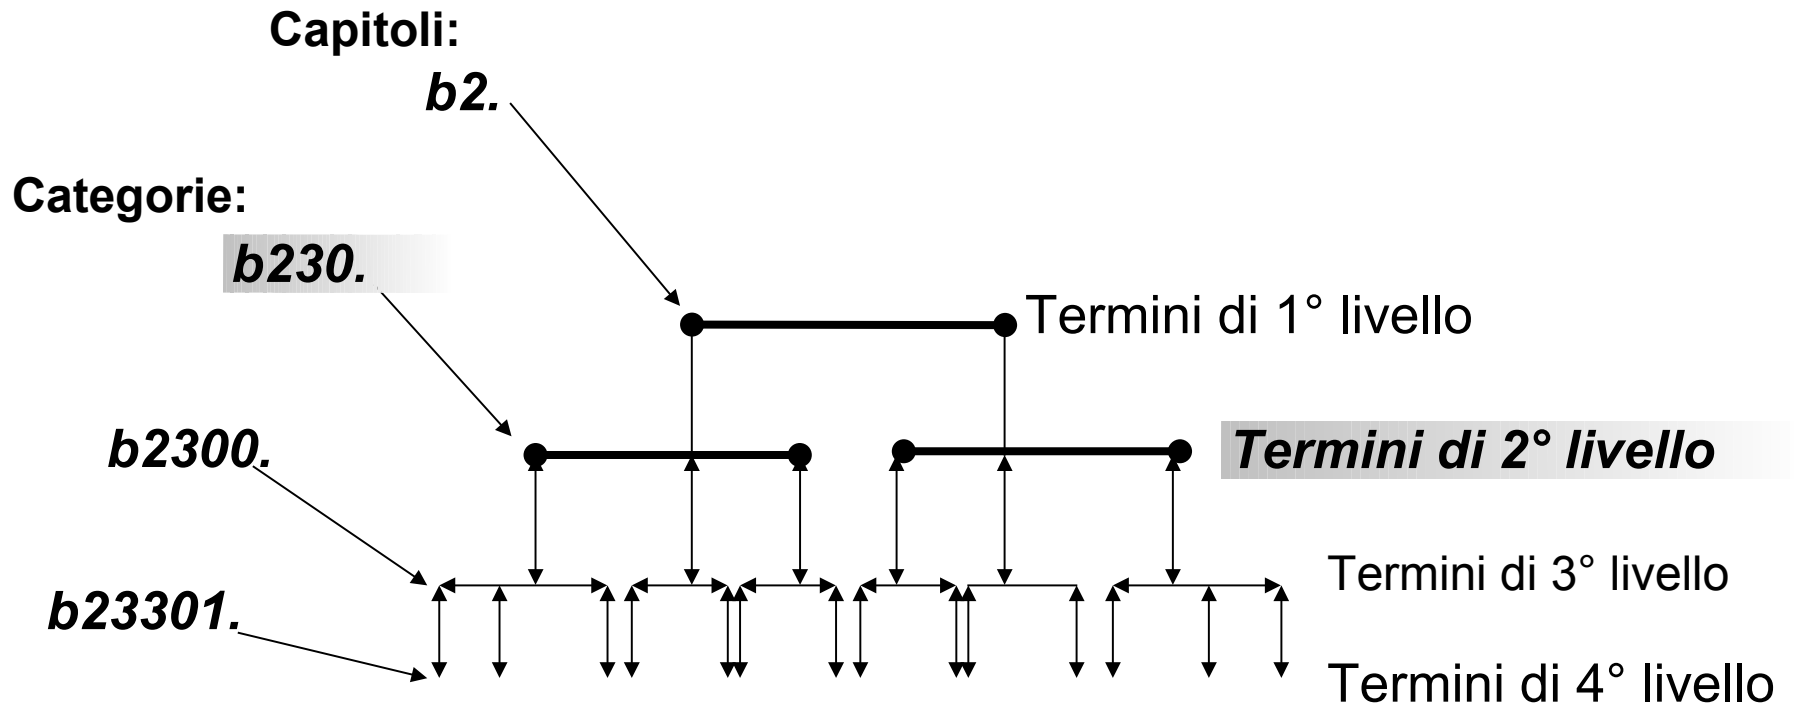 Capitoli:
b2.
Categorie:
b230.
Termini di 1° livello
b2300.
Termini di 2° livello
Termini di 3° livello
b23301.
Termini di 4° livello